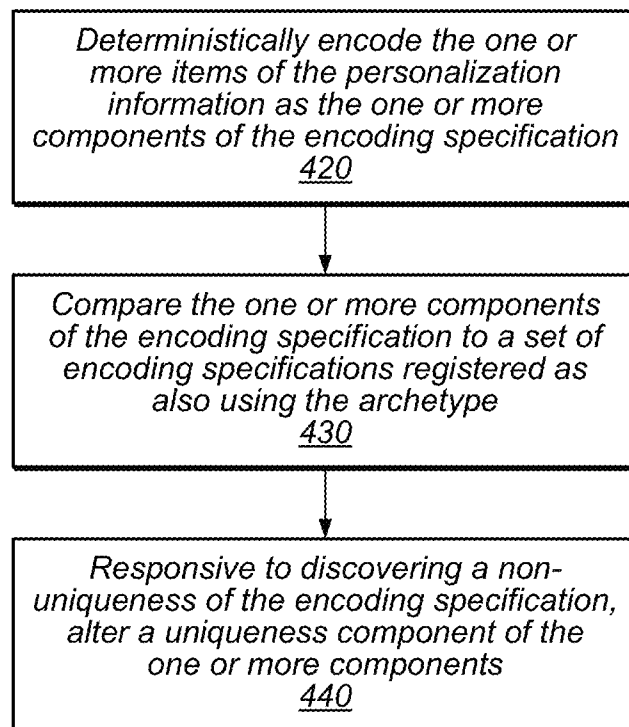 Deterministically encode the one or
more items of the personalization
information as the one or more
components of the encoding specification
420
Compare the one or more components
of the encoding specification to a set of
encoding specifications registered as
also using the archetype
430
Responsive to discovering a non-
uniqueness of the encoding specification,
alter a uniqueness component of the
one or more components
440